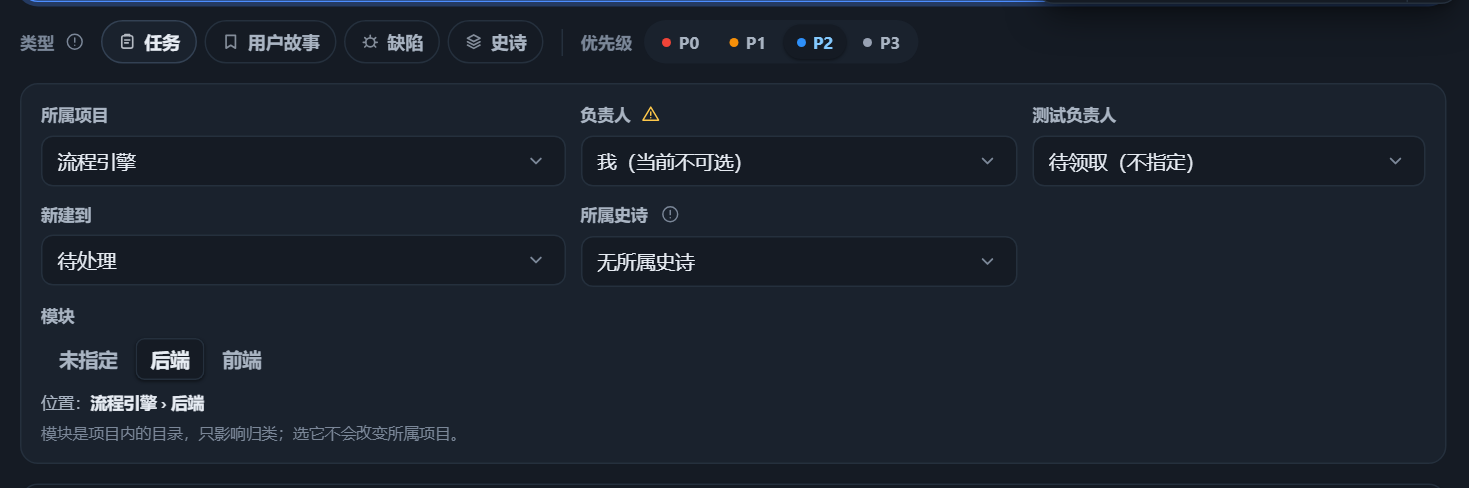 类型 任务 用户故事 缺陷 史诗 优先级 P0 P1 P2 P3
所属项目 负责人 测试负责人
流程引擎 我（当前不可选） 待领取（不指定）
新建到 所属史诗
待处理 无所属史诗
模块
未指定 后端 前端
位置：流程引擎 › 后端
模块是项目内的目录，只影响归类；选它不会改变所属项目。